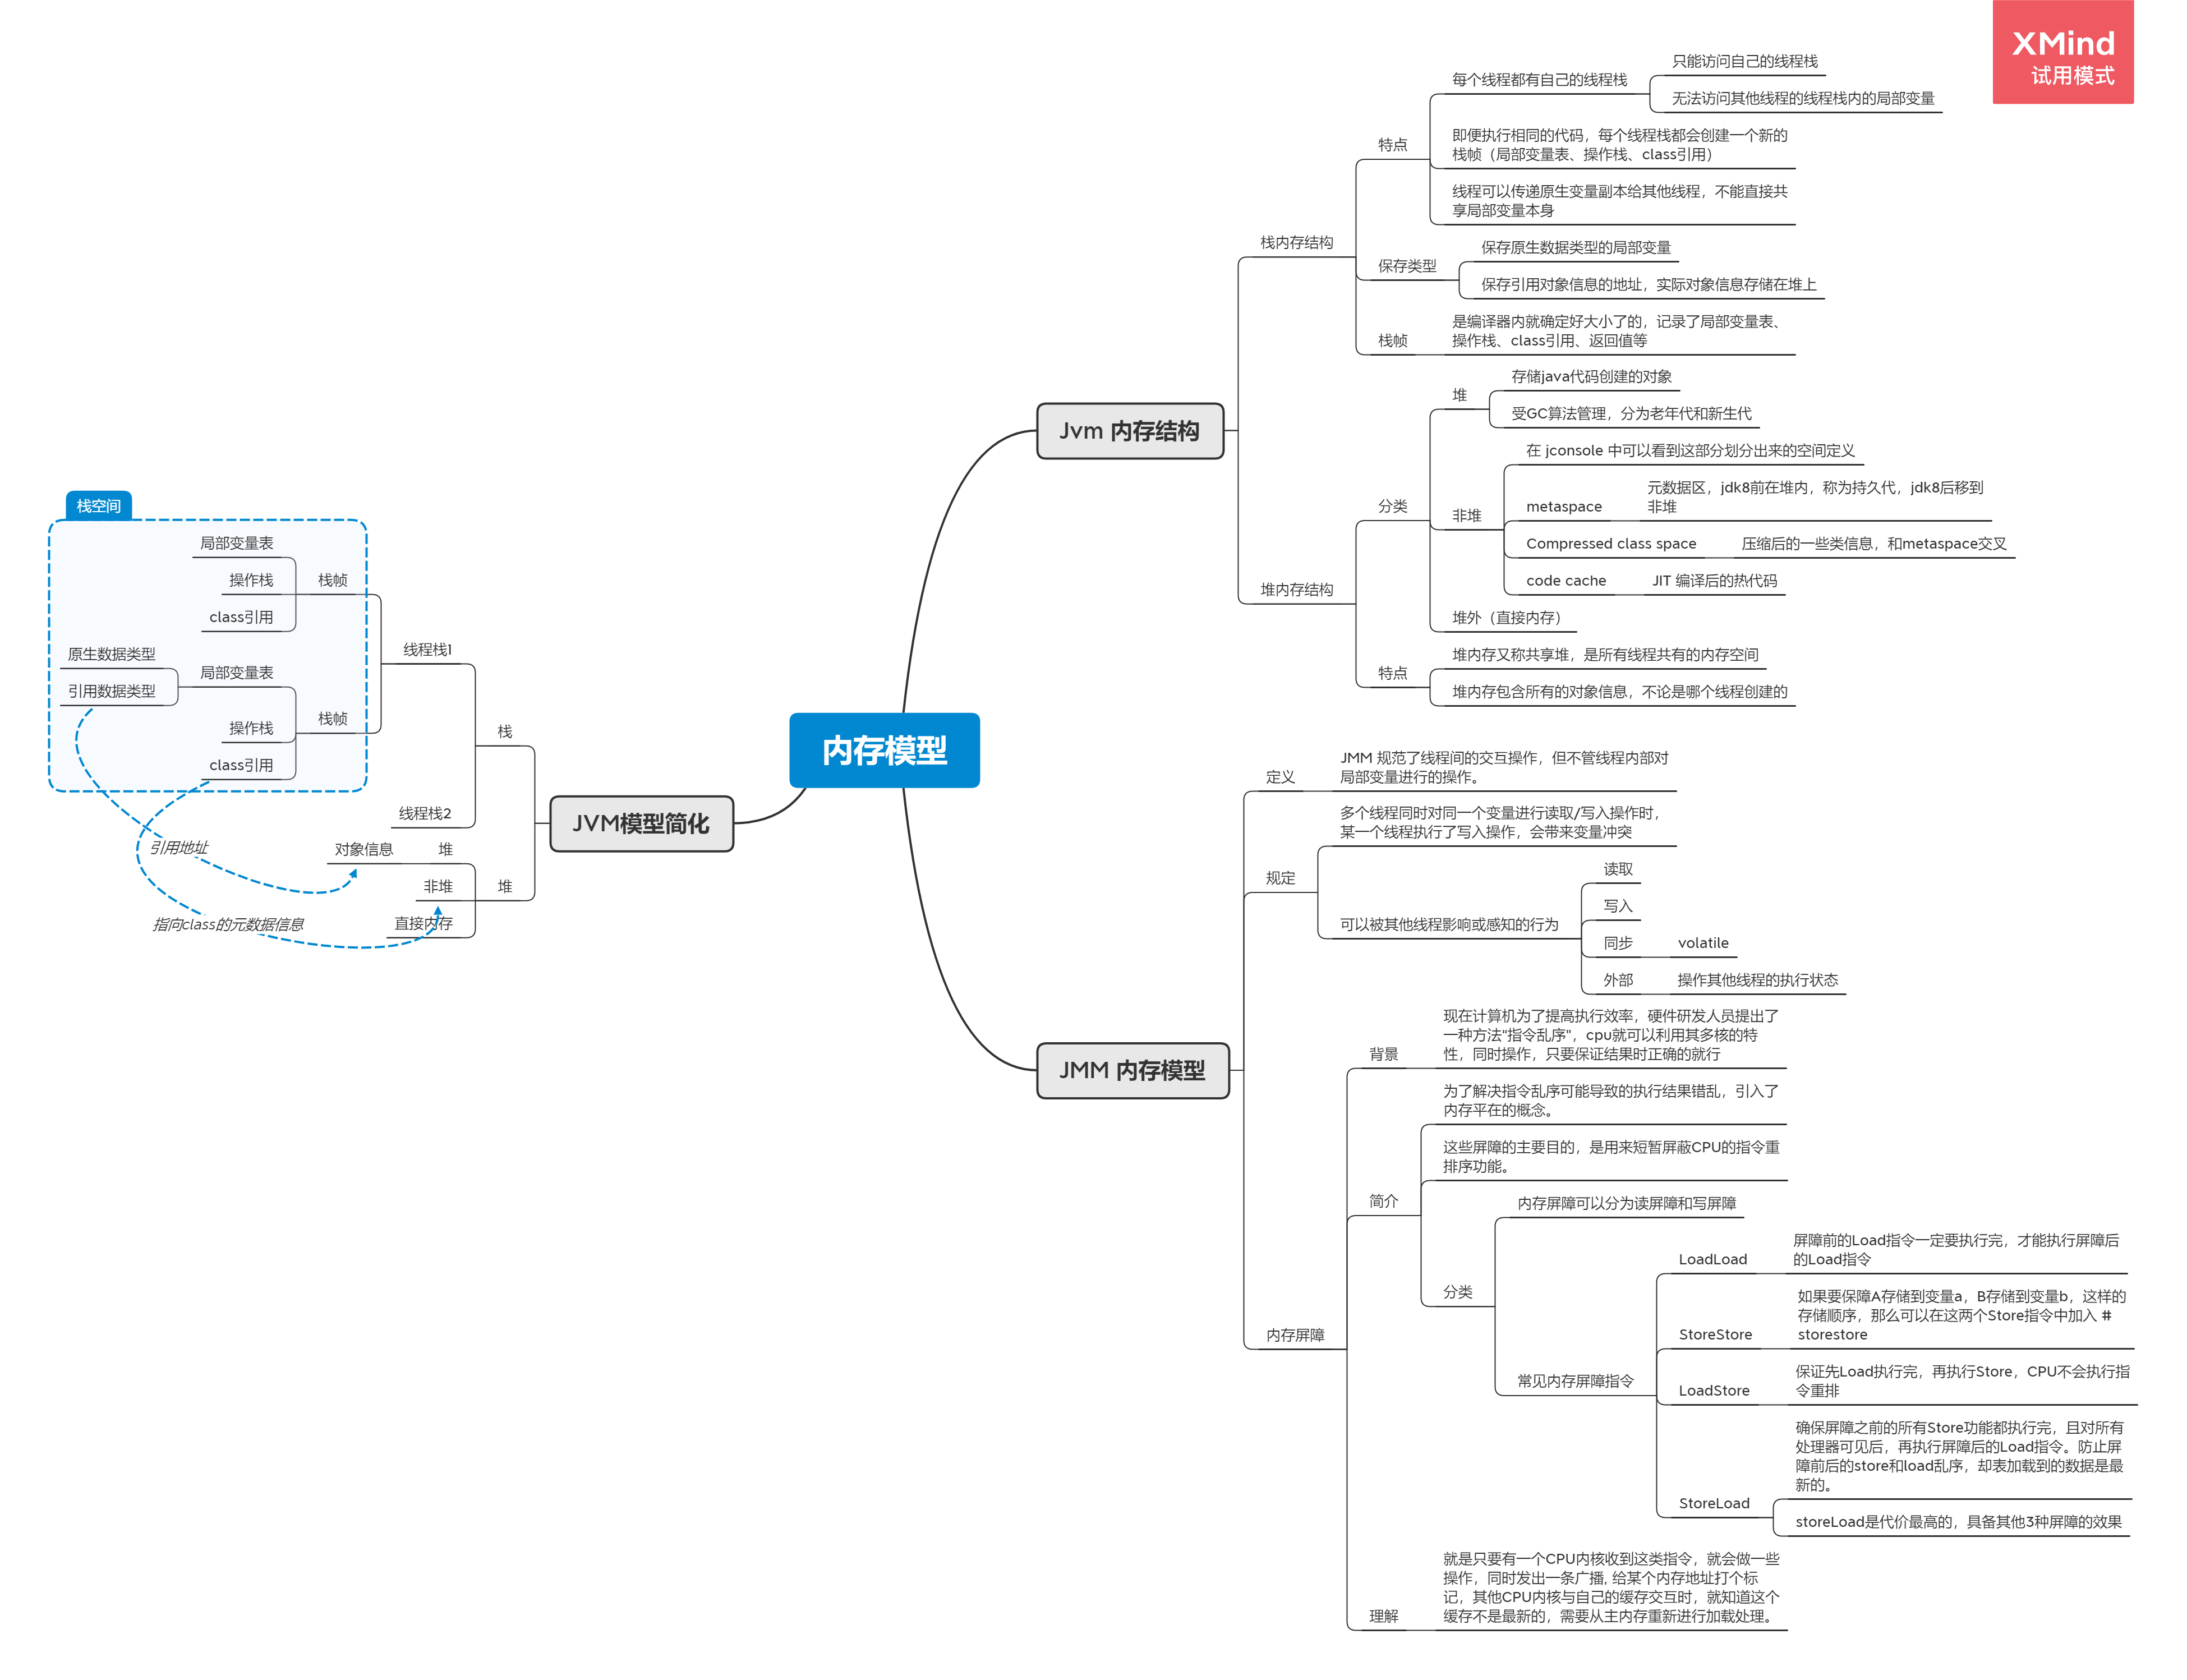 XMind
试用模式
内存模型
Jvm 内存结构
栈内存结构
特点
每个线程都有自己的线程栈
只能访问自己的线程栈
无法访问其他线程的线程栈内的局部变量
即便执行相同的代码，每个线程栈都会创建一个新的
栈帧（局部变量表、操作栈、class引用）
线程可以传递原生变量副本给其他线程，不能直接共
享局部变量本身
保存类型
保存原生数据类型的局部变量
保存引用对象信息的地址，实际对象信息存储在堆上
栈帧
是编译器内就确定好大小了的，记录了局部变量表、
操作栈、class引用、返回值等
堆内存结构
分类
堆
存储java代码创建的对象
受GC算法管理，分为老年代和新生代
非堆
在 jconsole 中可以看到这部分划分出来的空间定义
metaspace
元数据区，jdk8前在堆内，称为持久代，jdk8后移到
非堆
Compressed class space
压缩后的一些类信息，和metaspace交叉
code cache
JIT 编译后的热代码
堆外（直接内存）
特点
堆内存又称共享堆，是所有线程共有的内存空间
堆内存包含所有的对象信息，不论是哪个线程创建的
JMM 内存模型
定义
JMM 规范了线程间的交互操作，但不管线程内部对
局部变量进行的操作。
规定
多个线程同时对同一个变量进行读取/写入操作时，
某一个线程执行了写入操作，会带来变量冲突
可以被其他线程影响或感知的行为
读取
写入
同步
volatile
外部
操作其他线程的执行状态
内存屏障
背景
现在计算机为了提高执行效率，硬件研发人员提出了
一种方法"指令乱序"，cpu就可以利用其多核的特
性，同时操作，只要保证结果时正确的就行
简介
为了解决指令乱序可能导致的执行结果错乱，引入了
内存平在的概念。
这些屏障的主要目的，是用来短暂屏蔽CPU的指令重
排序功能。
分类
内存屏障可以分为读屏障和写屏障
常见内存屏障指令
LoadLoad
屏障前的Load指令一定要执行完，才能执行屏障后
的Load指令
StoreStore
如果要保障A存储到变量a，B存储到变量b，这样的
存储顺序，那么可以在这两个Store指令中加入 #
storestore
LoadStore
保证先Load执行完，再执行Store，CPU不会执行指
令重排
StoreLoad
确保屏障之前的所有Store功能都执行完，且对所有
处理器可见后，再执行屏障后的Load指令。防止屏
障前后的store和load乱序，却表加载到的数据是最
新的。
storeLoad是代价最高的，具备其他3种屏障的效果
理解
就是只要有一个CPU内核收到这类指令，就会做一些
操作，同时发出一条广播, 给某个内存地址打个标
记，其他CPU内核与自己的缓存交互时，就知道这个
缓存不是最新的，需要从主内存重新进行加载处理。
JVM模型简化
栈
线程栈1
栈空间
栈帧
局部变量表
操作栈
class引用
栈帧
局部变量表
原生数据类型
引用数据类型
操作栈
class引用
线程栈2
堆
堆
对象信息
非堆
直接内存
引用地址
指向class的元数据信息